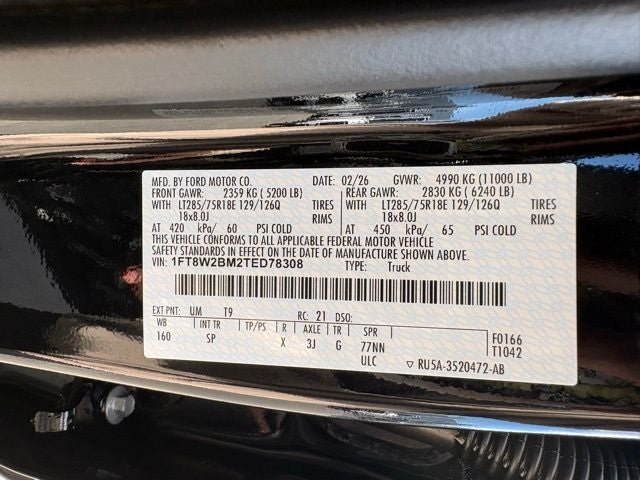 MFD. BY FORD MOTOR CO. DATE: 02/26 GVWR: 4990 KG (11000 LB)
FRONT GAWR: 2359 KG (5200 LB) REAR GAWR: 2830 KG (6240 LB)
WITH LT285/75R18E 129/126Q TIRES WITH LT285/75R18E 129/126Q TIRES
18x8.0J RIMS 18x8.0J RIMS
AT 420 kPa/ 60 PSI COLD AT 450 kPa/ 65 PSI COLD
THIS VEHICLE CONFORMS TO ALL APPLICABLE FEDERAL MOTOR VEHICLE
SAFETY STANDARDS IN EFFECT ON THE DATE OF MANUFACTURE SHOWN ABOVE.
VIN: 1FT8W2BM2TED78308 TYPE: Truck
EXT PNT: UM T9 RC: 21 DSO:
WB INT TR TP/PS R AXLE TR SPR F0166
160 SP X 3J G 77NN T1042
ULC ▽ RU5A-3520472-AB